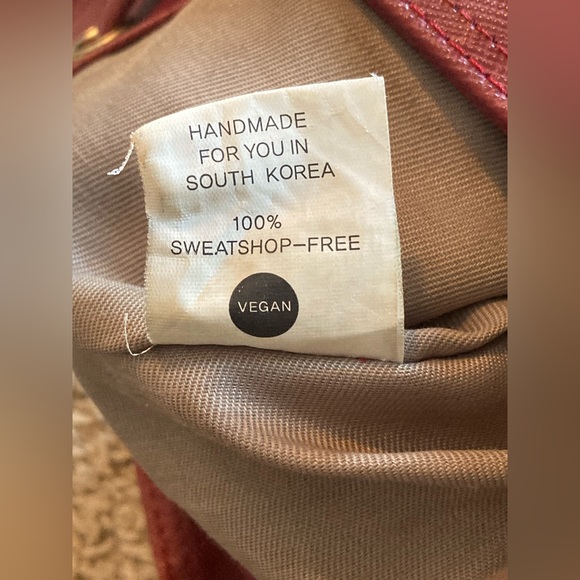 HANDMADE
FOR YOU IN
SOUTH KOREA
100%
SWEATSHOP–FREE
VEGAN